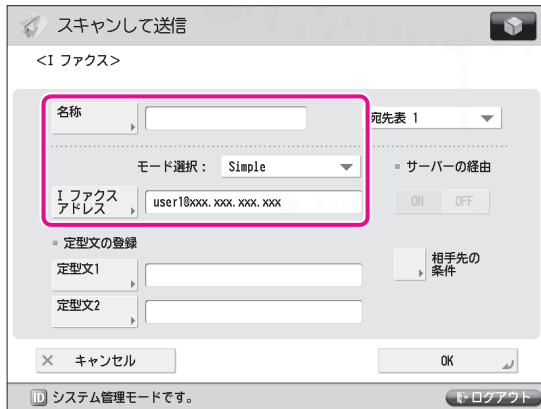 スキャンして送信
<I ファクス>
名称
宛先表 1
モード選択： Simple
サーバーの経由
I ファクス
アドレス
user1@xxx.xxx.xxx.xxx
ON OFF
定型文の登録
定型文1
相手先の
条件
定型文2
キャンセル
OK
ID システム管理モードです。
ログアウト